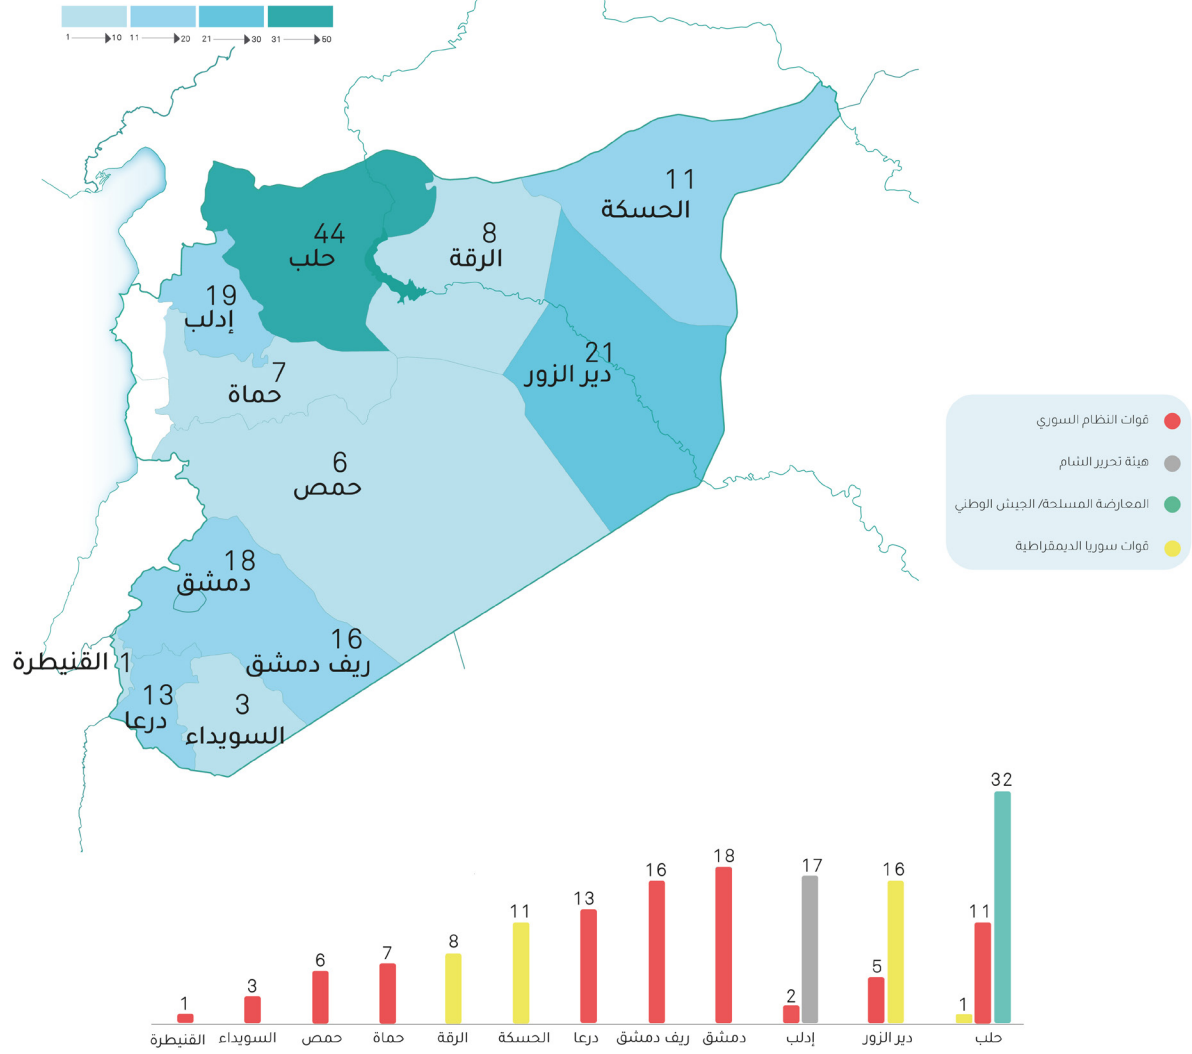 1 10 11 20 21 30 31 50
11
الحسكة
44
حلب
8
الرقة
19
إدلب
21
دير الزور
7
حماة
6
حمص
18
دمشق
16
ريف دمشق
القنيطرة 1
13
درعا
3
السويداء
قوات النظام السوري
هيئة تحرير الشام
المعارضة المسلحة/ الجيش الوطني
قوات سوريا الديمقراطية
1
3
6
7
8
11
13
16
18
2
17
5
16
1
11
32
القنيطرة
السويداء
حمص
حماة
الرقة
الحسكة
درعا
ريف دمشق
دمشق
إدلب
دير الزور
حلب